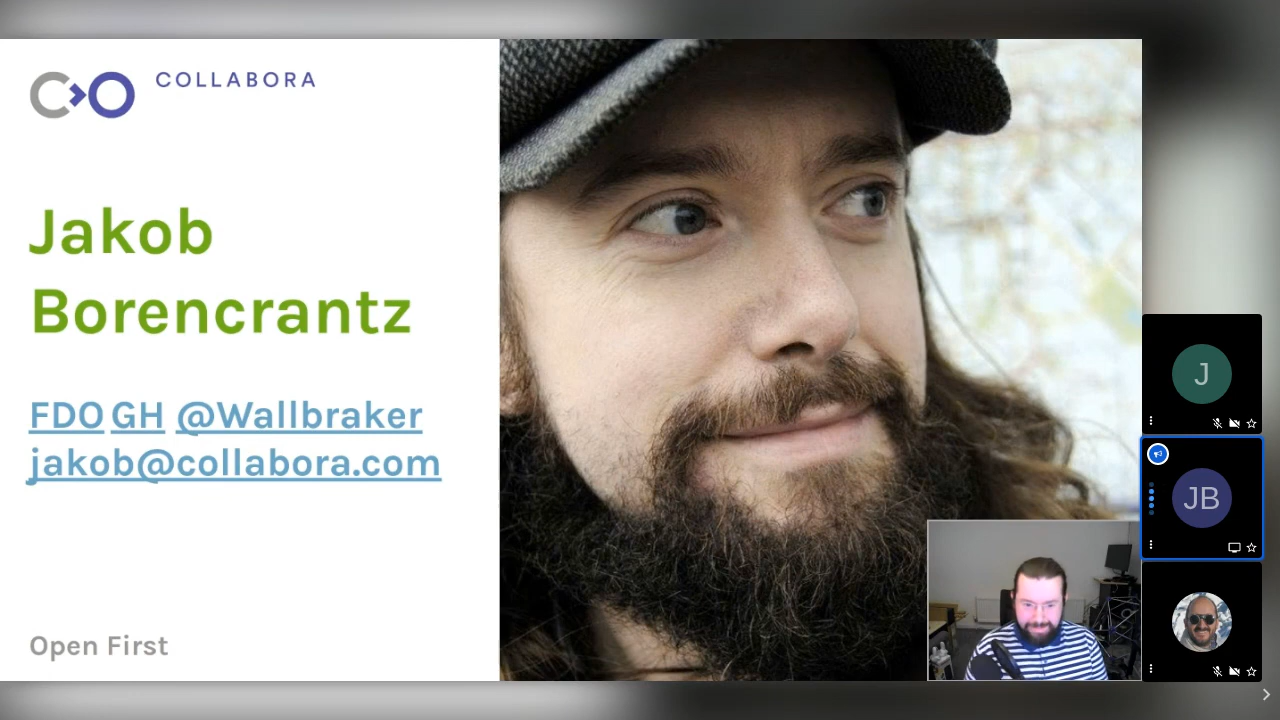 COLLABORA
Jakob
Borencrantz
FDO GH @Wallbraker
jakob@collabora.com
Open First
J
JB